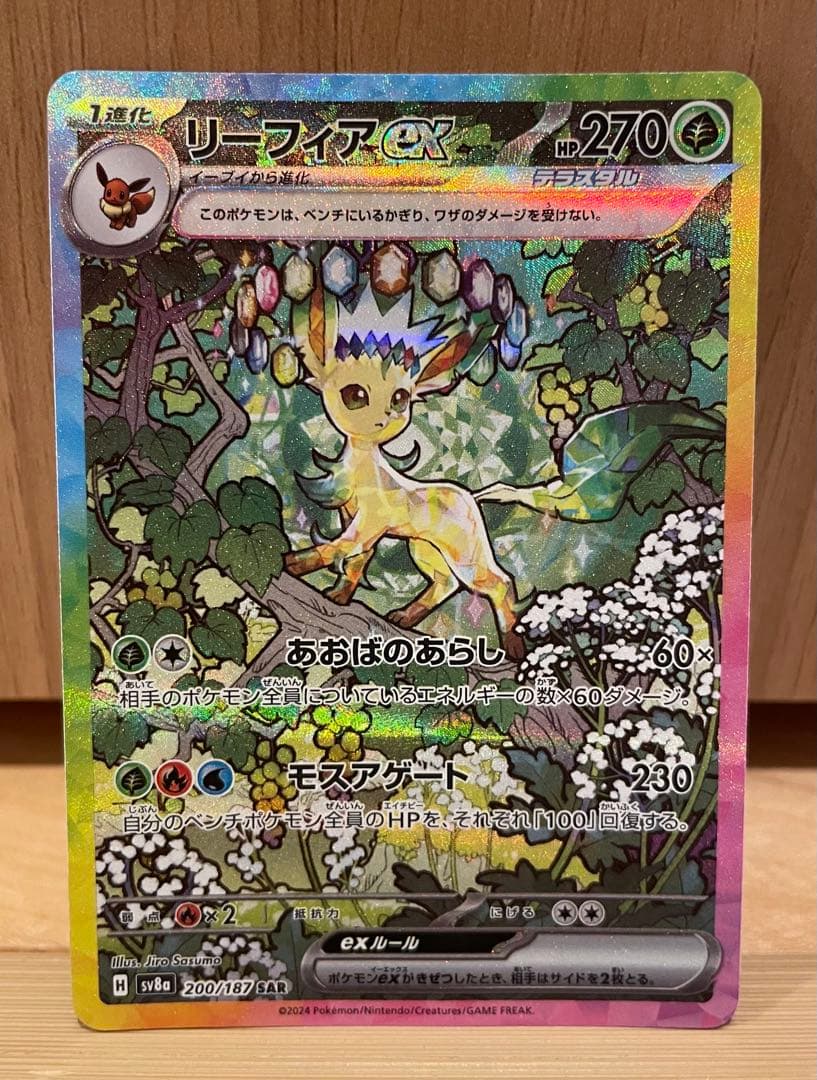 1進化
リーフィアex
HP270
イーブイから進化
テラスタル
このポケモンは、ベンチにいるかぎり、ワザのダメージを受けない。
あおばのあらし 60×
相手のポケモン全員についているエネルギーの数×60ダメージ。
モスアゲート 230
自分のベンチポケモン全員のHPを、それぞれ「100」回復する。
弱点 ×2 抵抗力 にげる
exルール
ポケモンexがきぜつしたとき、相手はサイドを2枚とる。
Illus. Jiro Sasumo
H sv8a 200/187 SAR
©2024 Pokémon/Nintendo/Creatures/GAME FREAK.